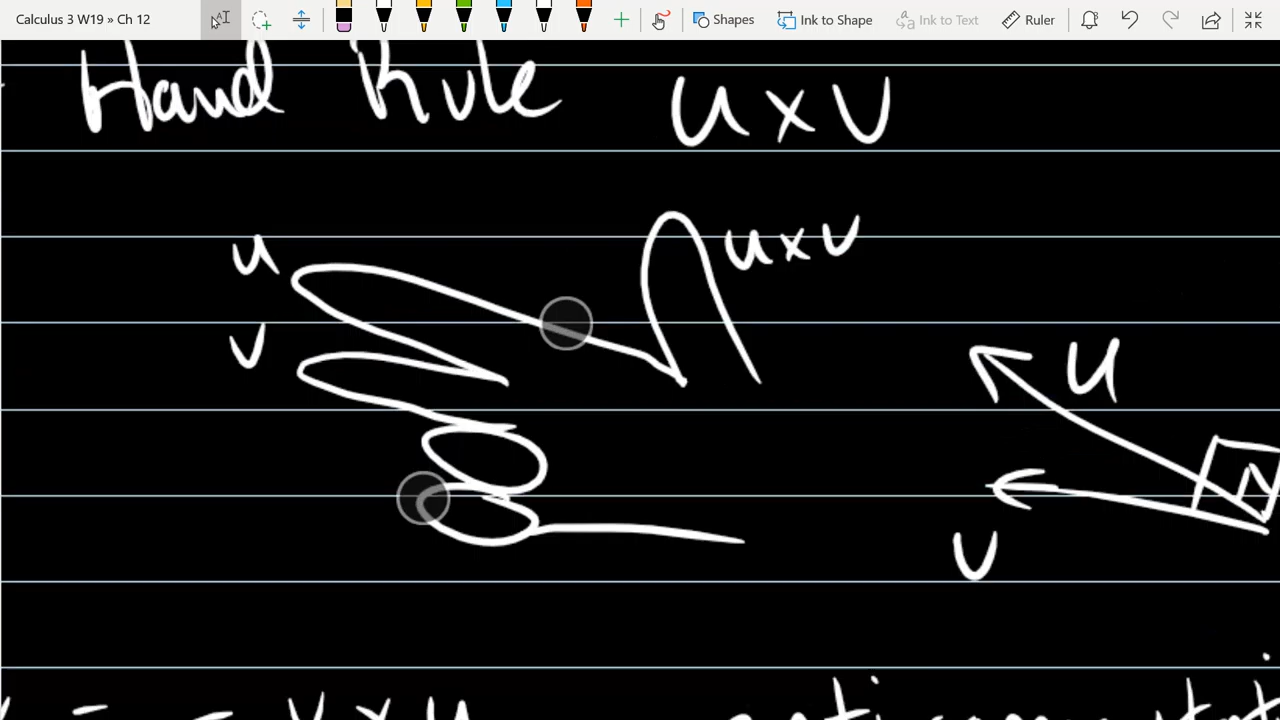 Calculus 3 W19 » Ch 12 Shapes Ink to Shape Ink to Text Ruler
Hand Rule u x v
u u x v
v
u
v
= - v x u